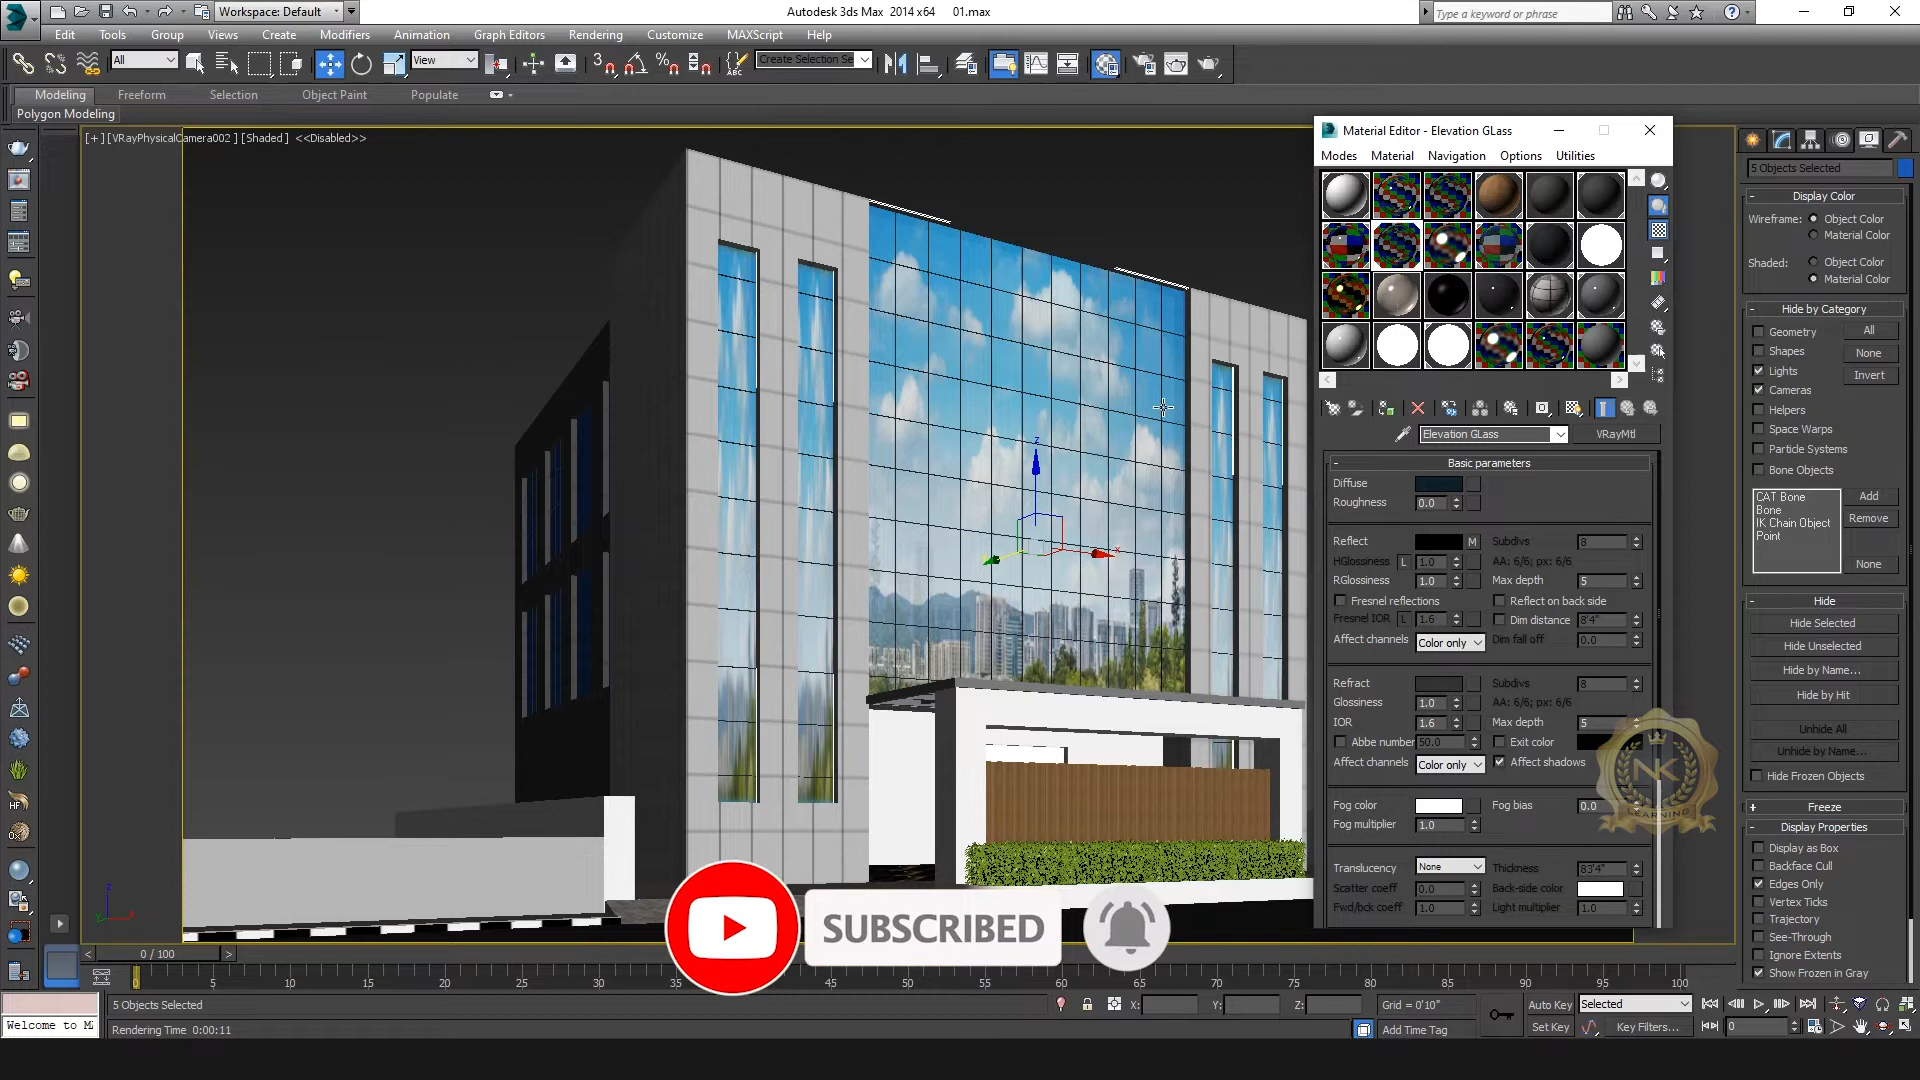 Workspace: Default
Autodesk 3ds Max 2014 x64 01.max
Type a keyword or phrase
Edit Tools Group Views Create Modifiers Animation Graph Editors Rendering Customize MAXScript Help
All
View
Create Selection Se
Modeling Freeform Selection Object Paint Populate
Polygon Modeling
[+] [VRayPhysicalCamera002 ] [Shaded ] <<Disabled>>
Material Editor - Elevation GLass
Modes Material Navigation Options Utilities
Elevation GLass
VRayMtl
Basic parameters
Diffuse
Roughness 0.0
Reflect M Subdivs 8
HGlossiness L 1.0 AA: 6/6; px: 6/6
RGlossiness 1.0 Max depth 5
Fresnel reflections Reflect on back side
Fresnel IOR L 1.6 Dim distance 8'4"
Affect channels Color only Dim fall off 0.0
Refract Subdivs 8
Glossiness 1.0 AA: 6/6; px: 6/6
IOR 1.6 Max depth 5
Abbe number 50.0 Exit color
Affect channels Color only Affect shadows
Fog color Fog bias 0.0
Fog multiplier 1.0
Translucency None Thickness 83'4"
Scatter coeff 0.0 Back-side color
Fwd/bck coeff 1.0 Light multiplier 1.0
NK
LEARNING
5 Objects Selected
Display Color
Wireframe: Object Color
Material Color
Shaded: Object Color
Material Color
Hide by Category
Geometry All
Shapes None
Lights Invert
Cameras
Helpers
Space Warps
Particle Systems
Bone Objects
CAT Bone
Bone
IK Chain Object
Point
Add
Remove
None
Hide
Hide Selected
Hide Unselected
Hide by Name...
Hide by Hit
Unhide All
Unhide by Name...
Hide Frozen Objects
Freeze
Display Properties
Display as Box
Backface Cull
Edges Only
Vertex Ticks
Trajectory
See-Through
Ignore Extents
Show Frozen in Gray
HF
SUBSCRIBED
0 / 100
0 5 10 15 20 25 30 35 45 50 55 60 65 70 75 80 85 90 95 100
5 Objects Selected
X: Y: Z: Grid = 0'10"
Auto Key Selected
Welcome to M
Rendering Time 0:00:11
Add Time Tag
Set Key Key Filters... 0